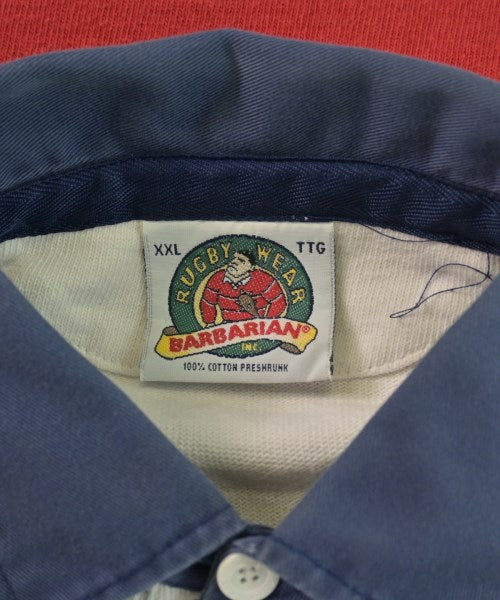 XXL TTG
RUGBY WEAR
BARBARIAN®
INC.
100% COTTON PRESHRUNK